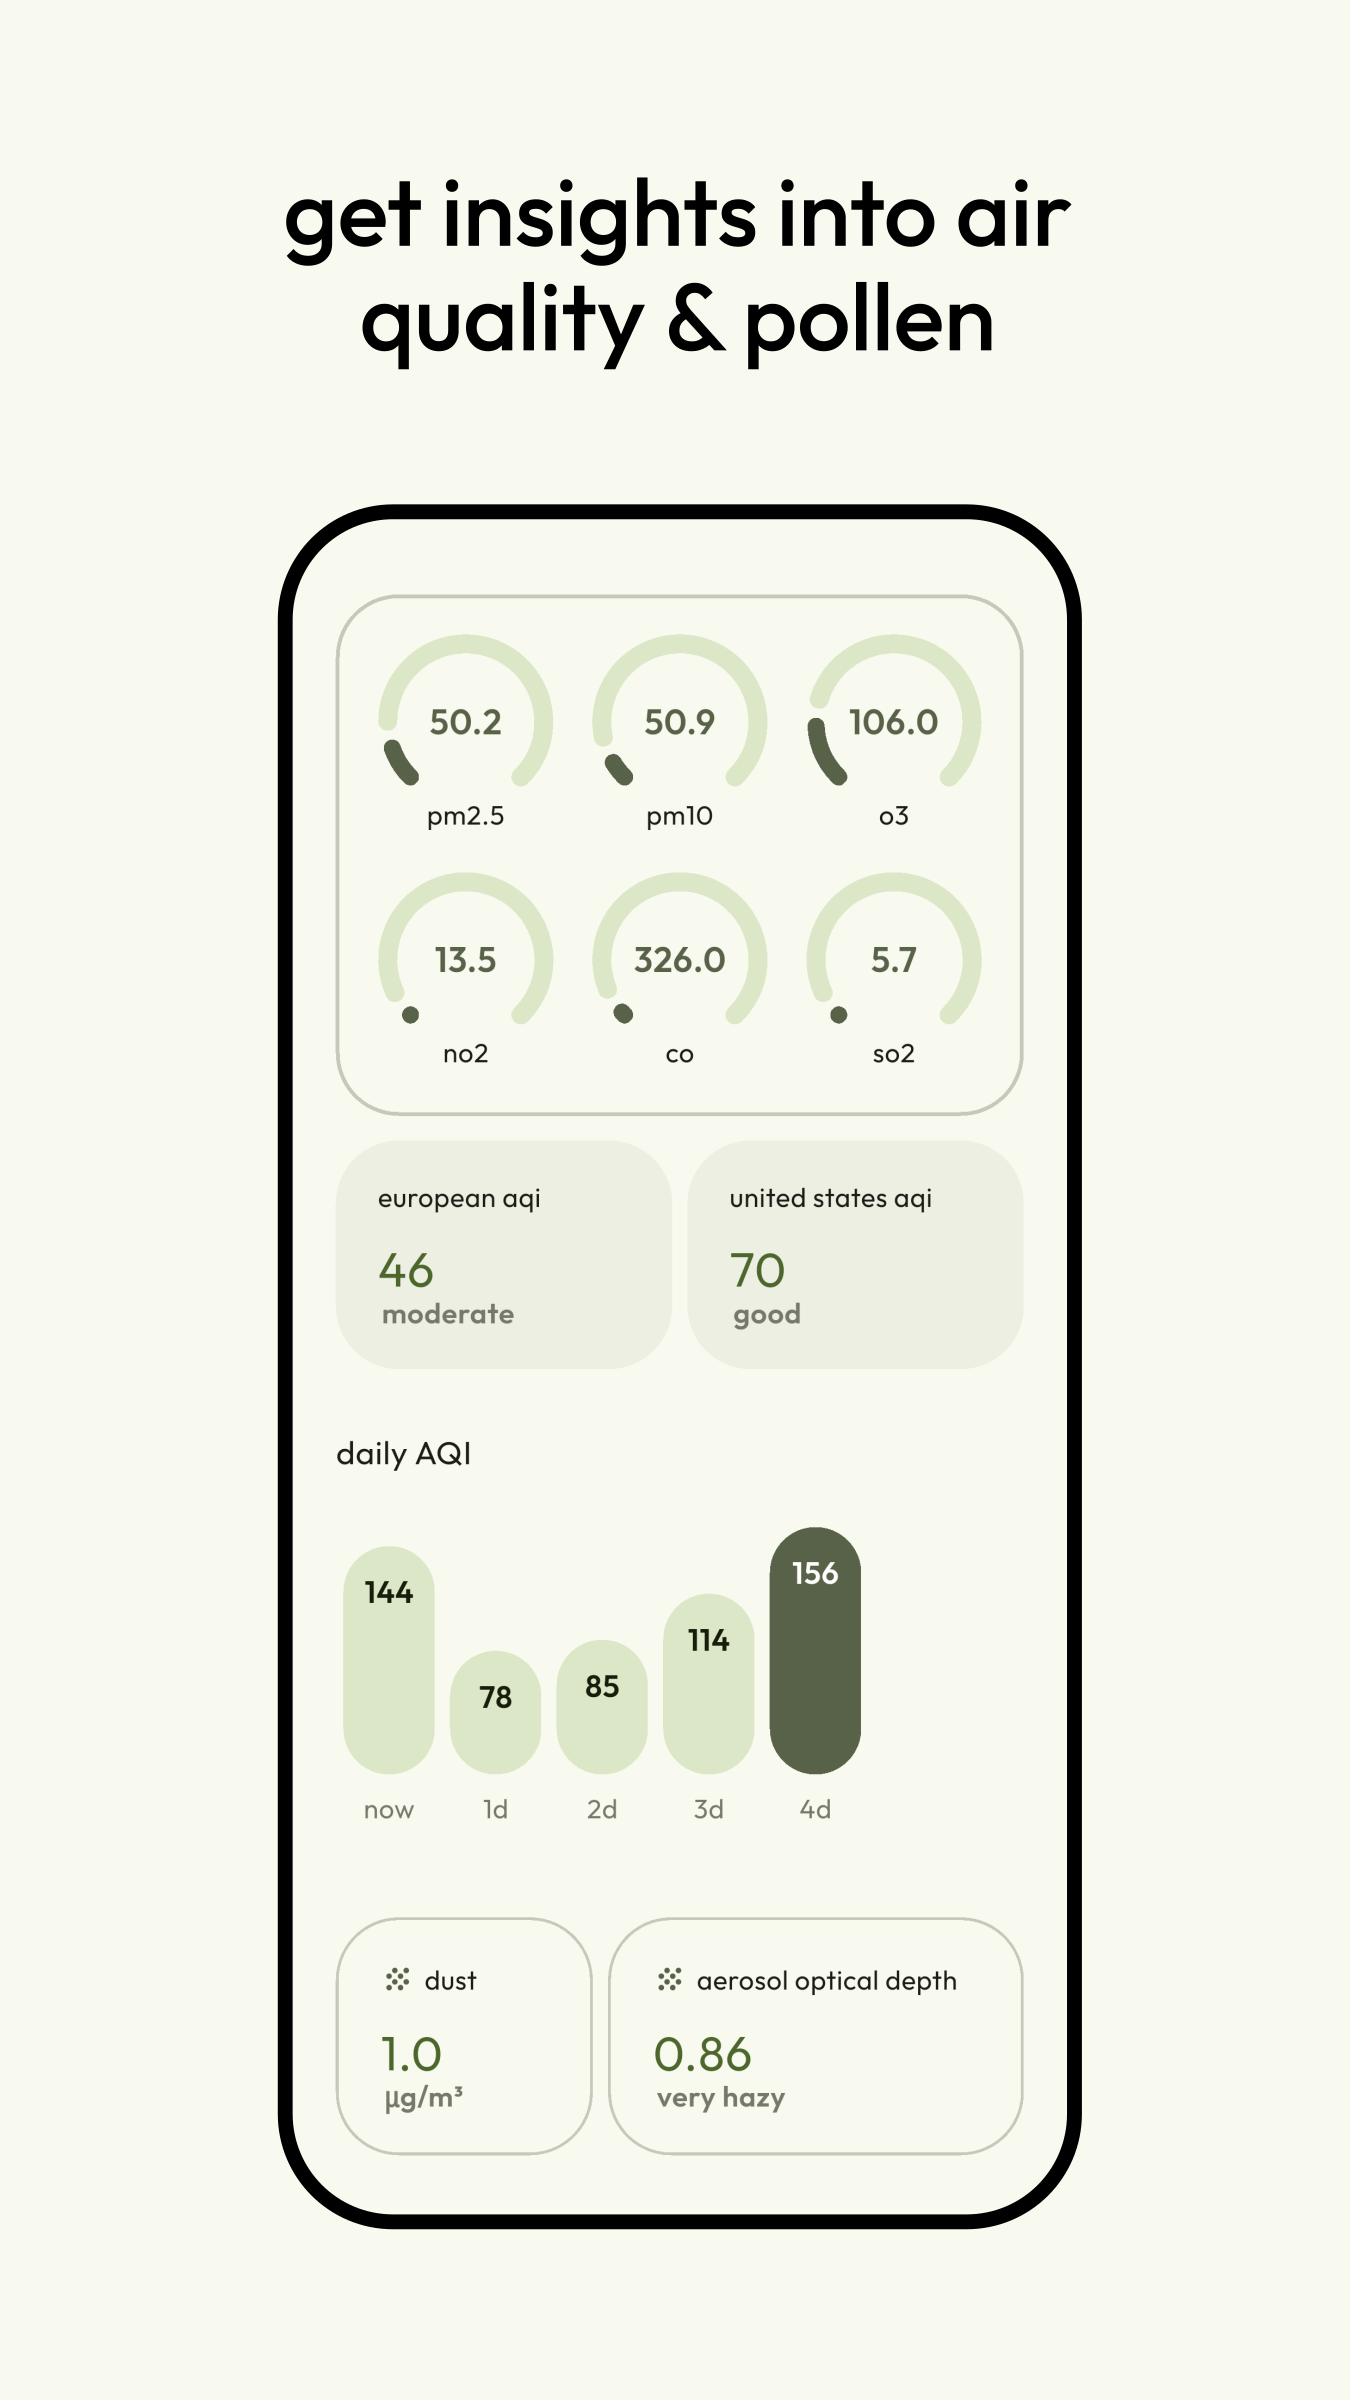 get insights into air
quality & pollen
50.2
50.9
106.0
pm2.5
pm10
o3
13.5
326.0
5.7
no2
co
so2
european aqi
46
moderate
united states aqi
70
good
daily AQI
144
78
85
114
156
now
1d
2d
3d
4d
dust
1.0
μg/m³
aerosol optical depth
0.86
very hazy